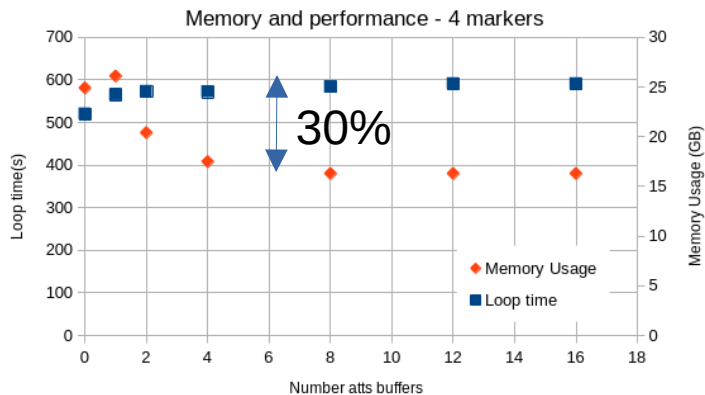 Memory and performance - 4 markers
700
600
500
400
300
200
100
0
30
25
20
15
10
5
0
Loop time(s)
Memory Usage (GB)
30%
Memory Usage
Loop time
0 2 4 6 8 10 12 14 16 18
Number atts buffers